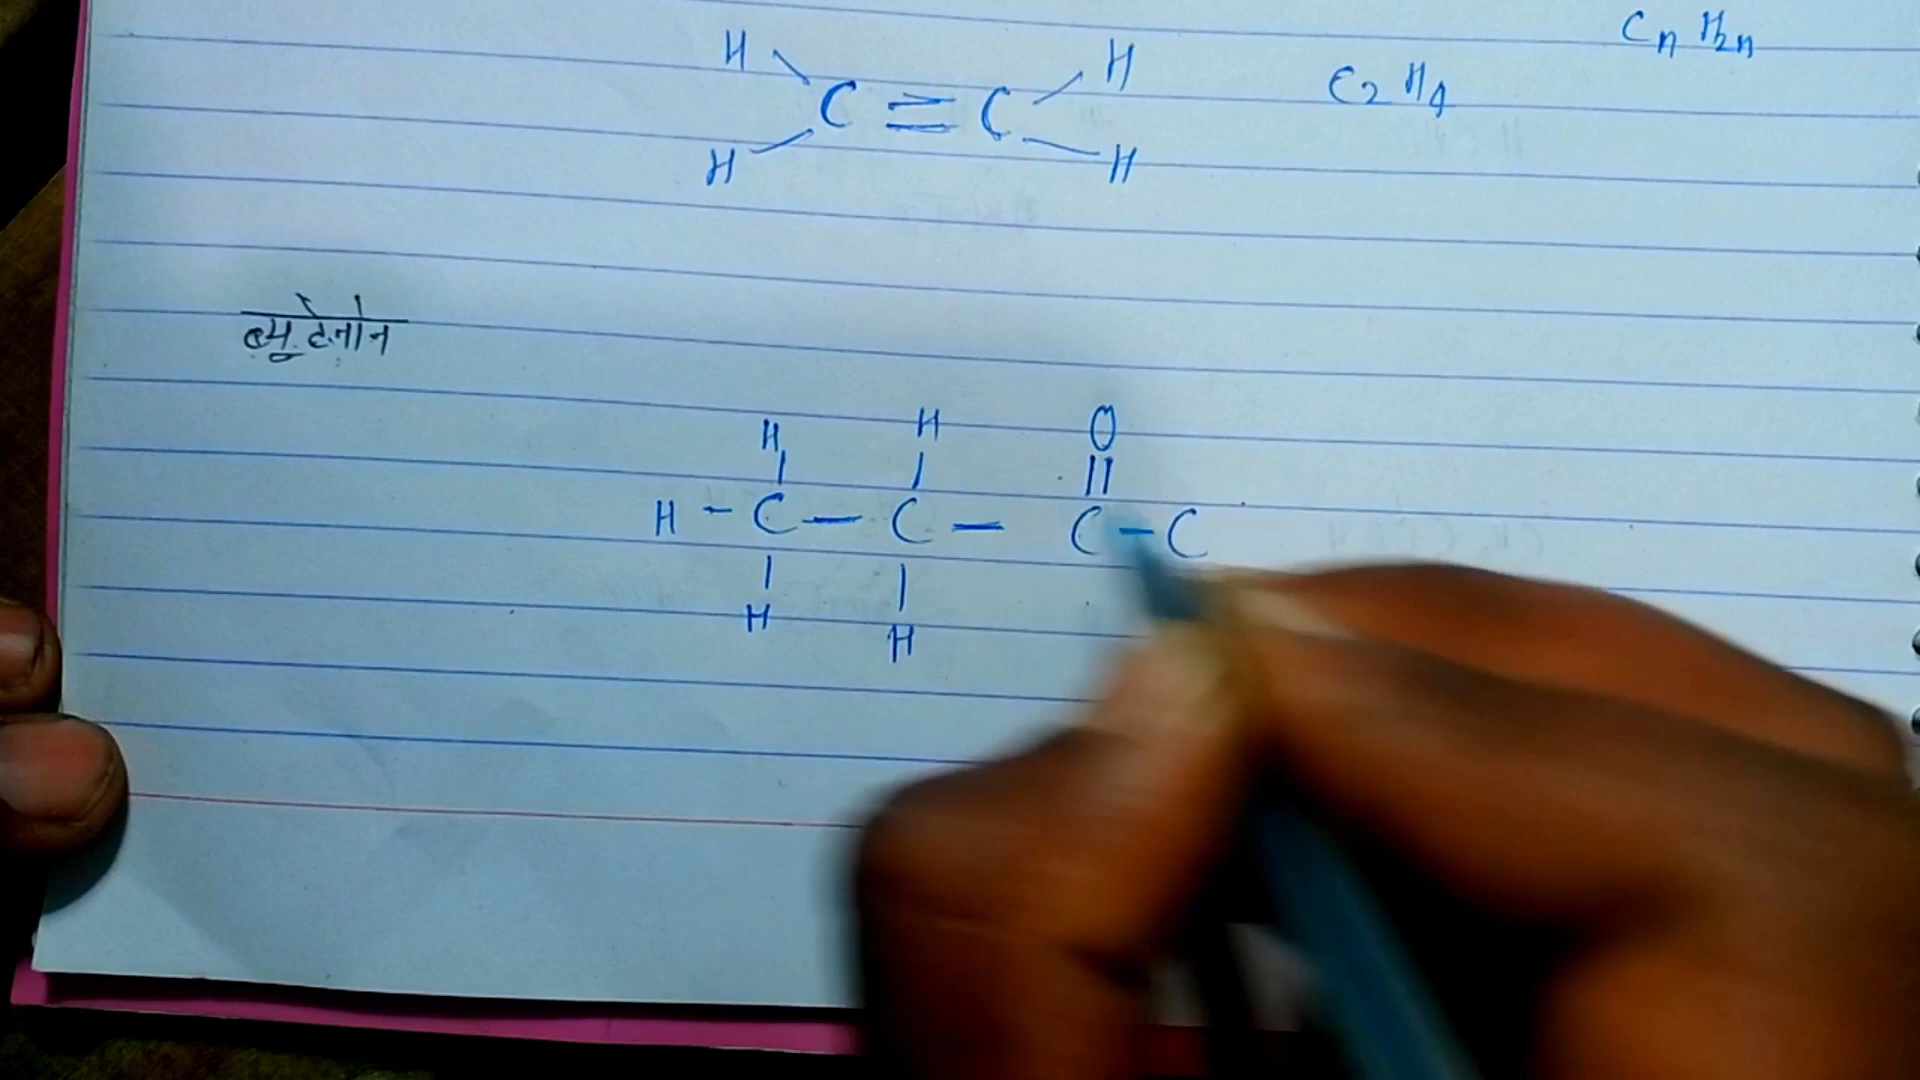 CnH2n
H H
C2H4
C = C
H H
ब्यूटेनोन
H H O
|| 
H - C - C - C - C
H H